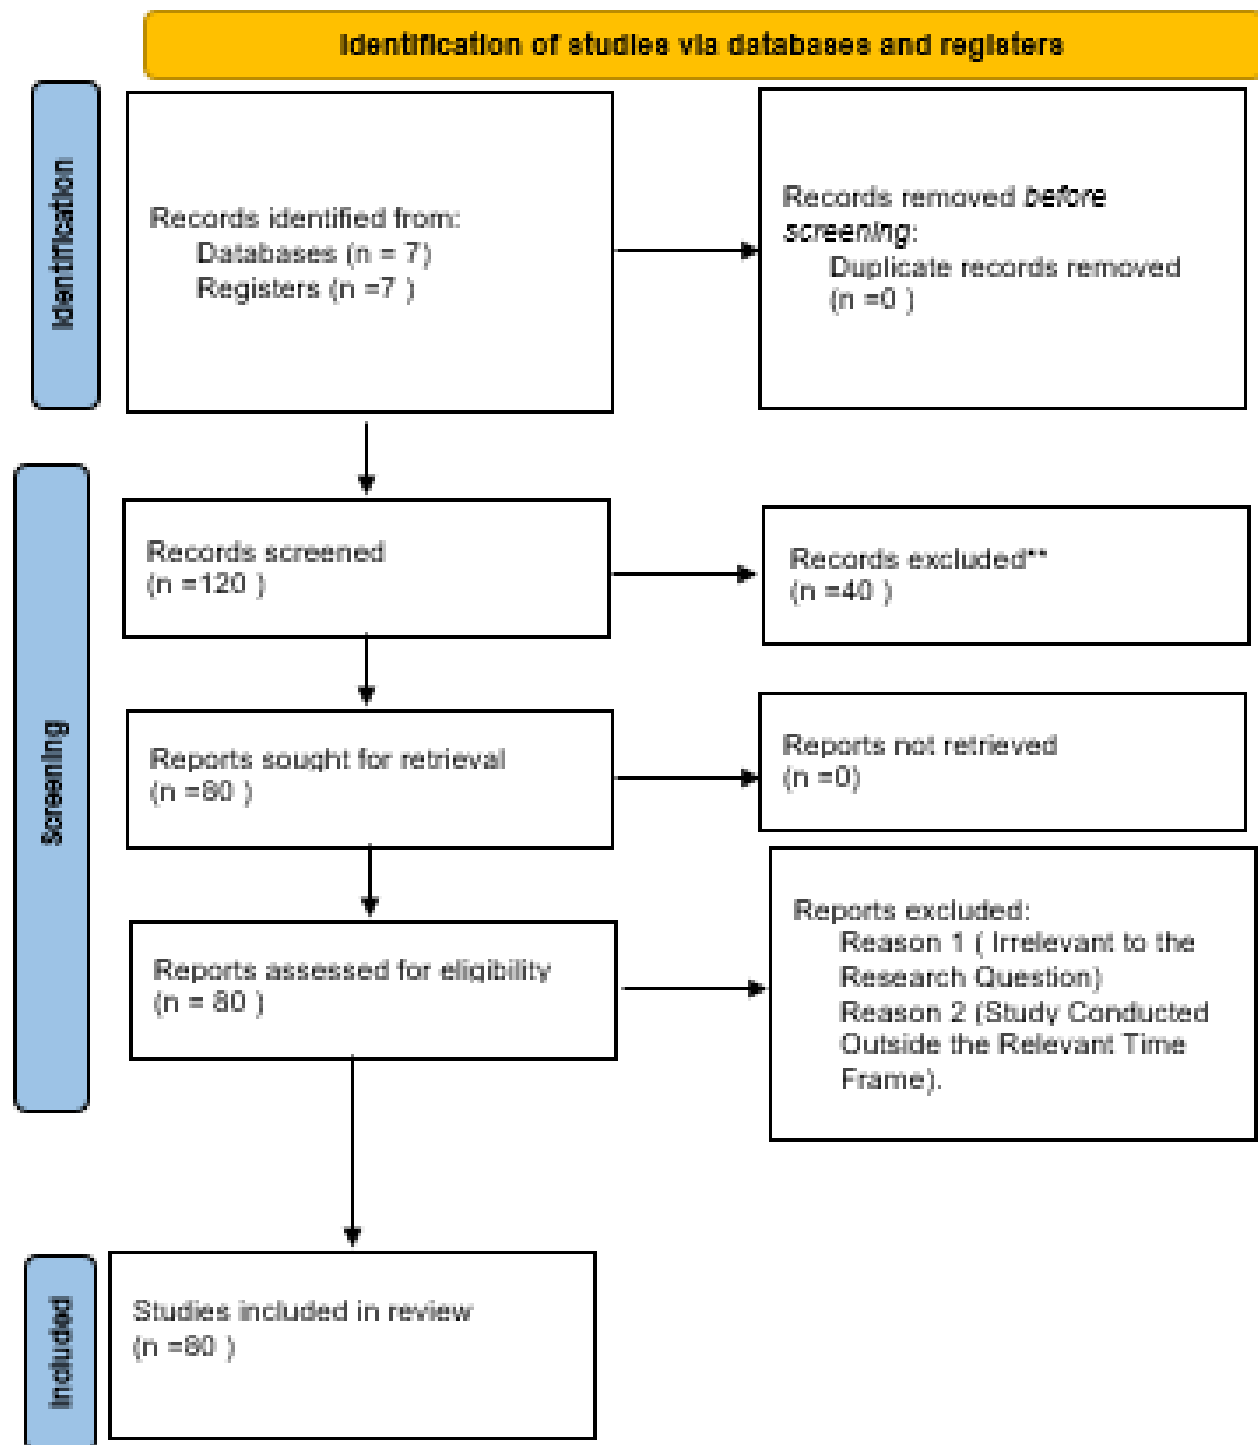 Identification of studies via databases and registers
Identification
Records identified from:
Databases (n = 7)
Registers (n =7 )
Records removed before
screening:
Duplicate records removed
(n =0 )
Screening
Records screened
(n =120 )
Records excluded**
(n =40 )
Reports sought for retrieval
(n =80 )
Reports not retrieved
(n =0)
Reports assessed for eligibility
(n = 80 )
Reports excluded:
Reason 1 ( Irrelevant to the
Research Question)
Reason 2 (Study Conducted
Outside the Relevant Time
Frame).
Included
Studies included in review
(n =80 )